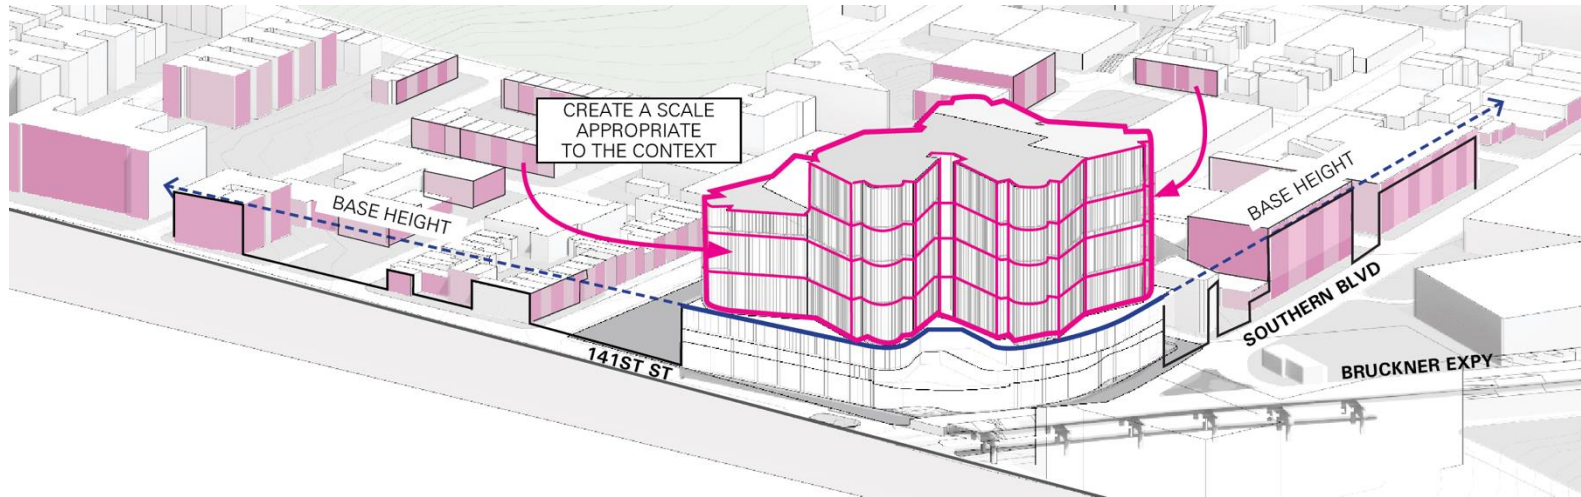 CREATE A SCALE
APPROPRIATE
TO THE CONTEXT
BASE HEIGHT
BASE HEIGHT
SOUTHERN BLVD
141ST ST
BRUCKNER EXPY